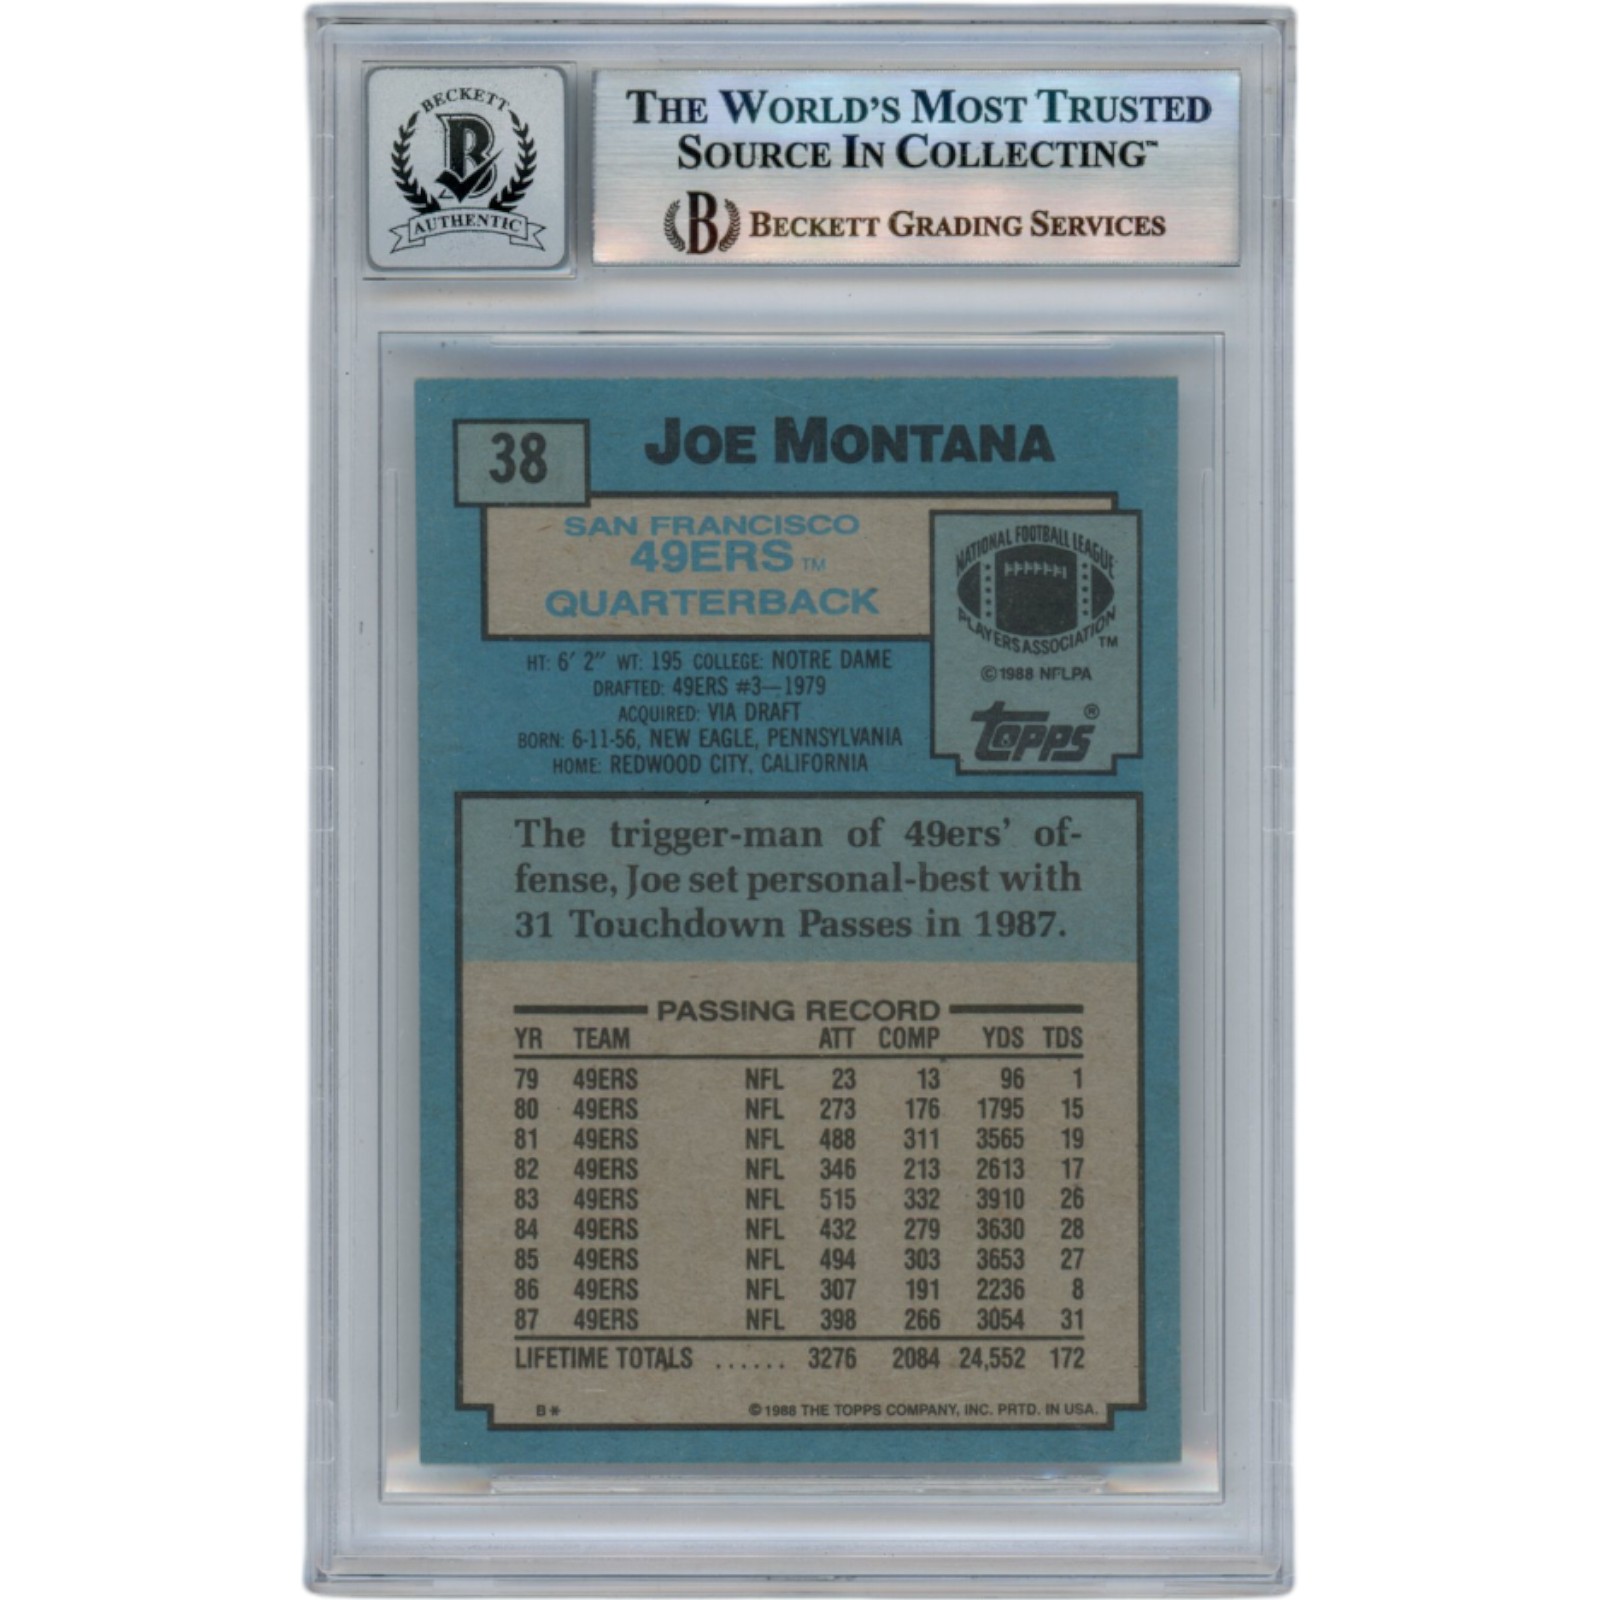 BECKETT
B
AUTHENTIC
THE WORLD'S MOST TRUSTED
SOURCE IN COLLECTING™
B BECKETT GRADING SERVICES
38
JOE MONTANA
SAN FRANCISCO
49ERS TM
QUARTERBACK
NATIONAL FOOTBALL LEAGUE
PLAYERS ASSOCIATION TM
©1988 NFLPA
TOPPS®
HT: 6' 2" WT: 195 COLLEGE: NOTRE DAME
DRAFTED: 49ERS #3—1979
ACQUIRED: VIA DRAFT
BORN: 6-11-56, NEW EAGLE, PENNSYLVANIA
HOME: REDWOOD CITY, CALIFORNIA
The trigger-man of 49ers' of-
fense, Joe set personal-best with
31 Touchdown Passes in 1987.
PASSING RECORD
YR TEAM ATT COMP YDS TDS
79 49ERS NFL 23 13 96 1
80 49ERS NFL 273 176 1795 15
81 49ERS NFL 488 311 3565 19
82 49ERS NFL 346 213 2613 17
83 49ERS NFL 515 332 3910 26
84 49ERS NFL 432 279 3630 28
85 49ERS NFL 494 303 3653 27
86 49ERS NFL 307 191 2236 8
87 49ERS NFL 398 266 3054 31
LIFETIME TOTALS ...... 3276 2084 24,552 172
B*
© 1988 THE TOPPS COMPANY, INC. PRTD. IN USA.